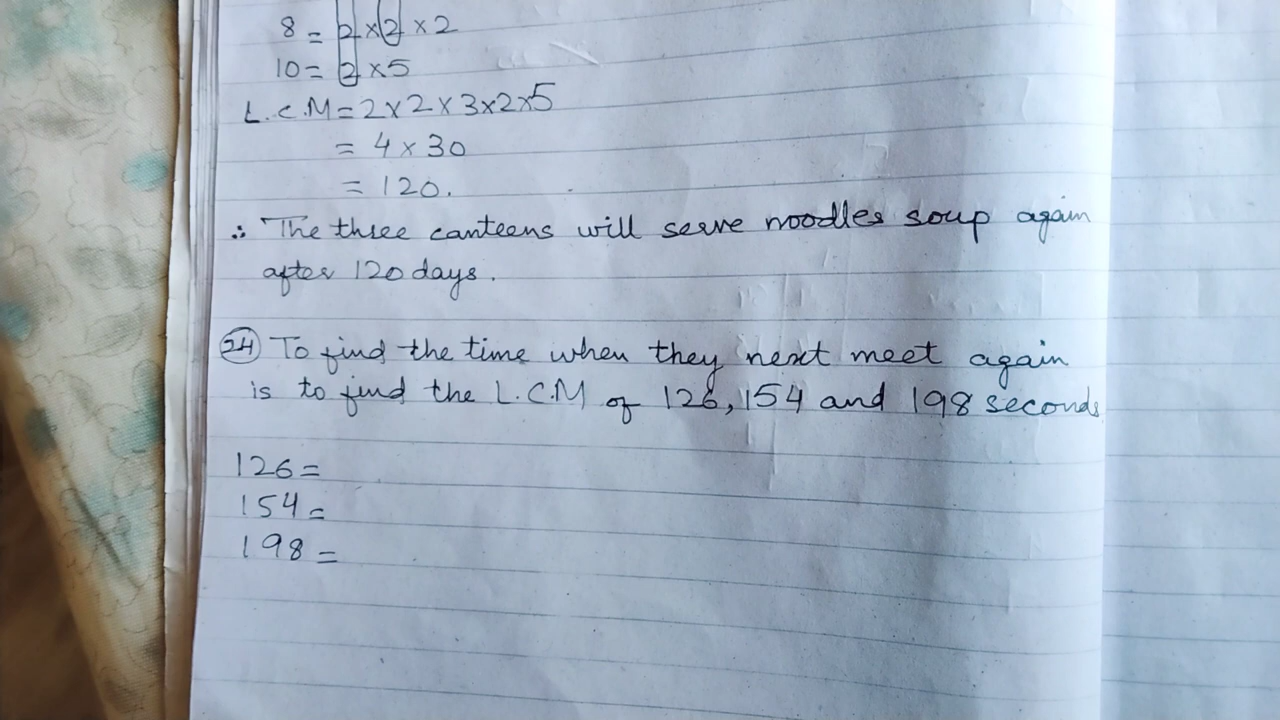 8 = 2 × 2 × 2
10 = 2 × 5
L.C.M = 2 × 2 × 3 × 2 × 5
= 4 × 30
= 120.
∴ The three canteens will serve noodles soup again
after 120 days.
24 To find the time when they next meet again
is to find the L.C.M of 126, 154 and 198 seconds.
126 =
154 =
198 =